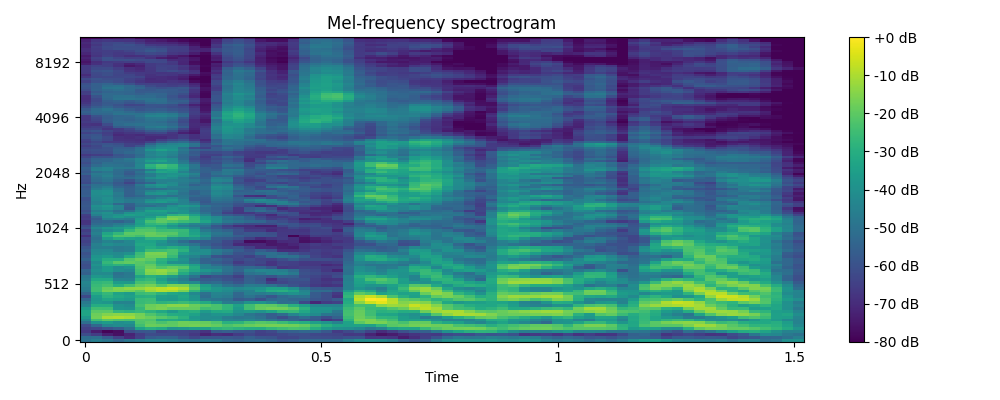 Mel-frequency spectrogram
Hz
8192
4096
2048
1024
512
0
0
0.5
1
1.5
Time
+0 dB
-10 dB
-20 dB
-30 dB
-40 dB
-50 dB
-60 dB
-70 dB
-80 dB